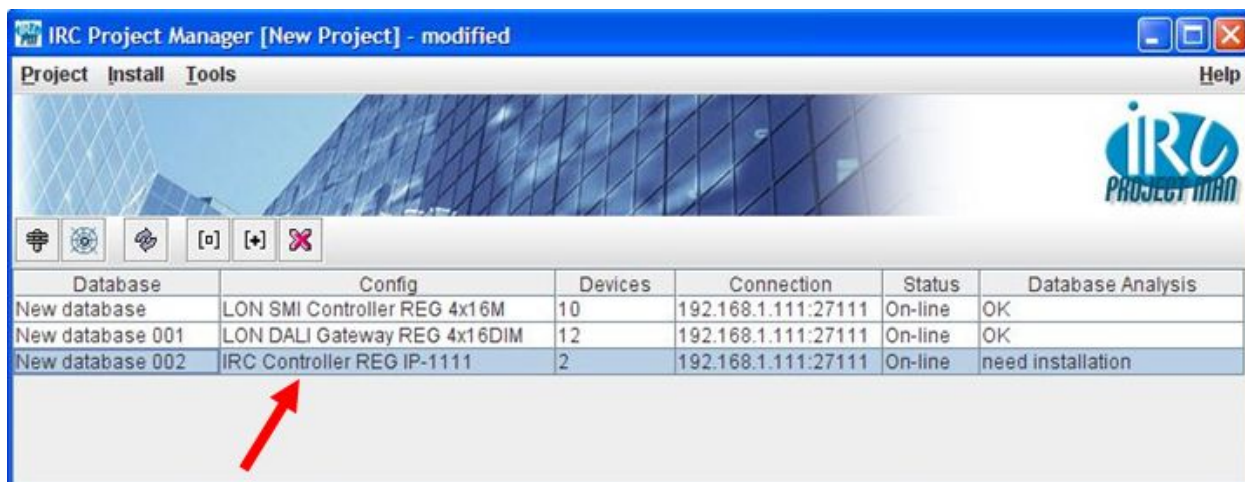 IRC Project Manager [New Project] - modified
Project Install Tools Help
IRC
PROJECT MAN
Database Config Devices Connection Status Database Analysis
New database LON SMI Controller REG 4x16M 10 192.168.1.111:27111 On-line OK
New database 001 LON DALI Gateway REG 4x16DIM 12 192.168.1.111:27111 On-line OK
New database 002 IRC Controller REG IP-1111 2 192.168.1.111:27111 On-line need installation